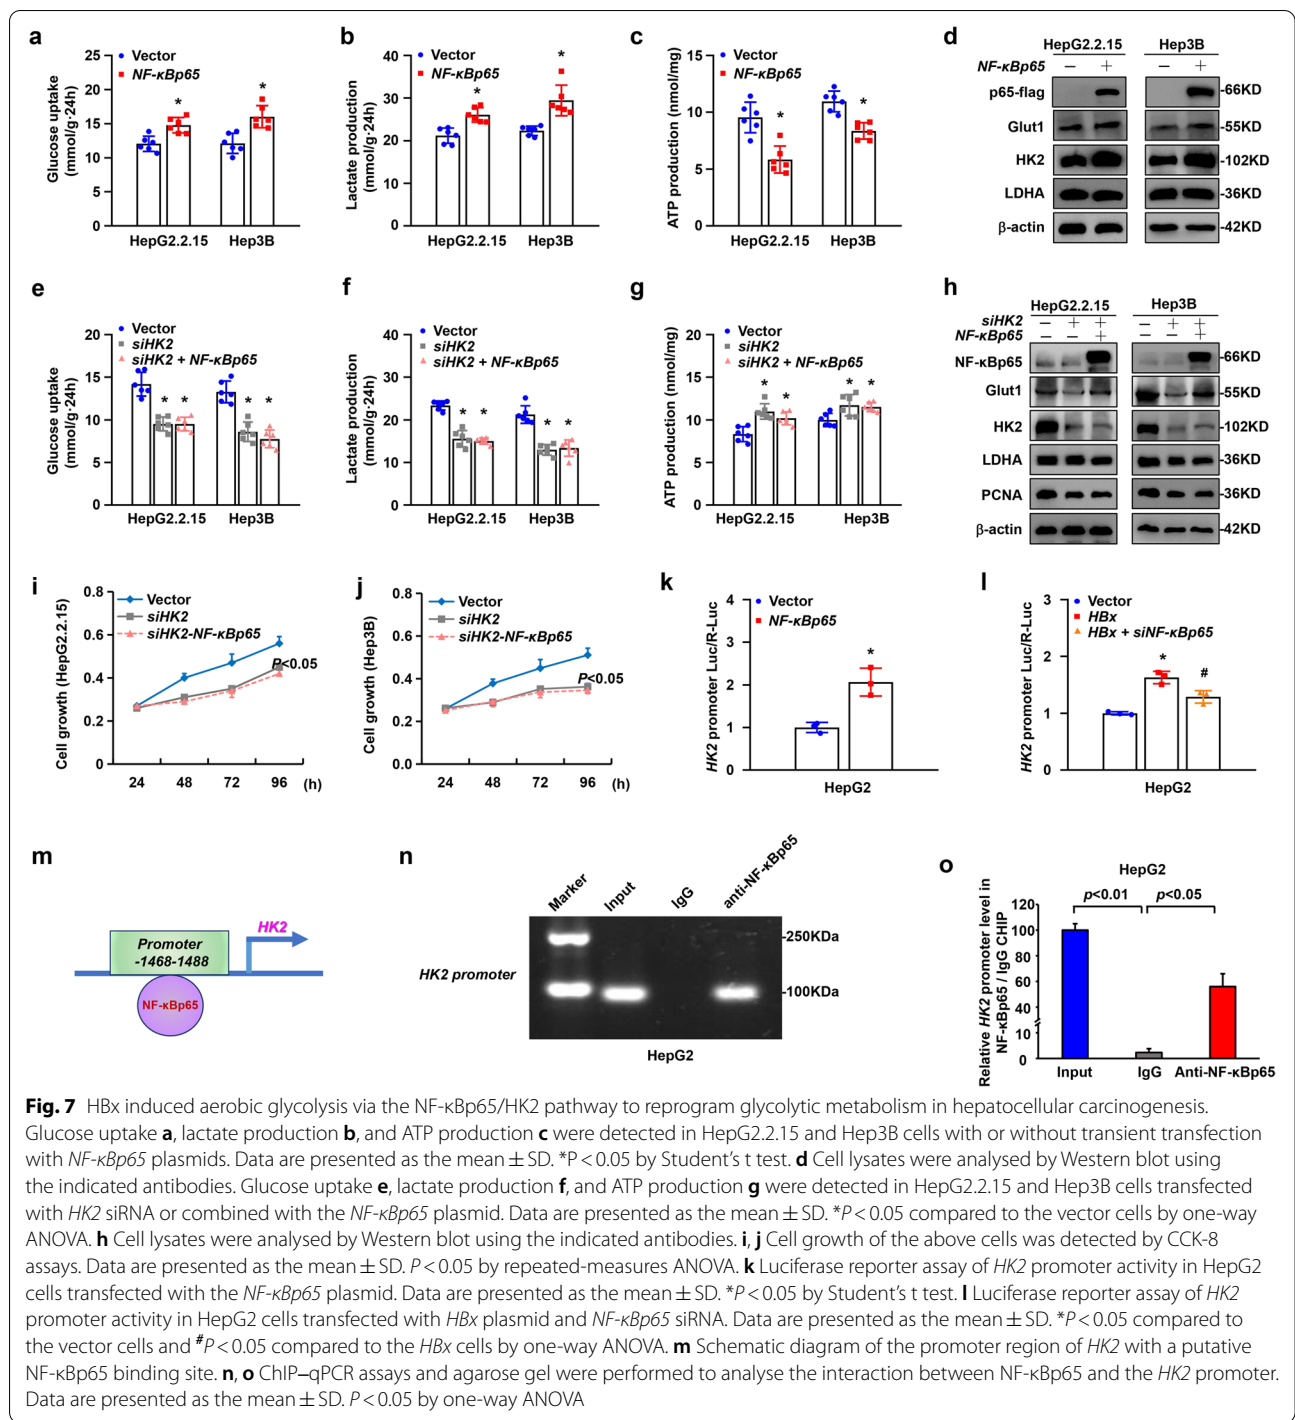 a
Glucose uptake
(mmol/g·24h)
25
20
15
10
5
0
Vector
NF-κBp65
*
*
HepG2.2.15
Hep3B
b
Lactate production
(mmol/g·24h)
40
30
20
10
0
Vector
NF-κBp65
*
*
HepG2.2.15
Hep3B
c
ATP production (nmol/mg)
15
10
5
0
Vector
NF-κBp65
*
*
HepG2.2.15
Hep3B
d
HepG2.2.15 Hep3B
NF-κBp65 − + − +
p65-flag -66KD
Glut1 -55KD
HK2 -102KD
LDHA -36KD
β-actin -42KD
e
Glucose uptake
(mmol/g·24h)
20
15
10
5
0
Vector
siHK2
siHK2 + NF-κBp65
* *
* *
HepG2.2.15
Hep3B
f
Lactate production
(mmol/g·24h)
40
30
20
10
0
Vector
siHK2
siHK2 + NF-κBp65
* *
* *
HepG2.2.15
Hep3B
g
ATP production (nmol/mg)
20
15
10
5
0
Vector
siHK2
siHK2 + NF-κBp65
* *
* *
HepG2.2.15
Hep3B
h
HepG2.2.15 Hep3B
siHK2 − + + − + +
NF-κBp65 − − + − − +
NF-κBp65 -66KD
Glut1 -55KD
HK2 -102KD
LDHA -36KD
PCNA -36KD
β-actin -42KD
i
Cell growth (HepG2.2.15)
0.8
0.6
0.4
0.2
0
Vector
siHK2
siHK2-NF-κBp65
P<0.05
24 48 72 96 (h)
j
Cell growth (Hep3B)
0.8
0.6
0.4
0.2
0.0
Vector
siHK2
siHK2-NF-κBp65
P<0.05
24 48 72 96 (h)
k
HK2 promoter Luc/R-Luc
4
3
2
1
0
Vector
NF-κBp65
*
HepG2
l
HK2 promoter Luc/R-Luc
3
2
1
0
Vector
HBx
HBx + siNF-κBp65
*
#
HepG2
m
Promoter
-1468-1488
HK2
NF-κBp65
n
Marker Input IgG anti-NF-κBp65
HK2 promoter
-250KDa
-100KDa
HepG2
o
HepG2
Relative HK2 promoter level in
NF-κBp65 / IgG CHIP
120
100
80
60
40
10
0
p<0.01 p<0.05
Input IgG Anti-NF-κBp65
Fig. 7 HBx induced aerobic glycolysis via the NF-κBp65/HK2 pathway to reprogram glycolytic metabolism in hepatocellular carcinogenesis.
Glucose uptake a, lactate production b, and ATP production c were detected in HepG2.2.15 and Hep3B cells with or without transient transfection
with NF-κBp65 plasmids. Data are presented as the mean ± SD. *P < 0.05 by Student's t test. d Cell lysates were analysed by Western blot using
the indicated antibodies. Glucose uptake e, lactate production f, and ATP production g were detected in HepG2.2.15 and Hep3B cells transfected
with HK2 siRNA or combined with the NF-κBp65 plasmid. Data are presented as the mean ± SD. *P < 0.05 compared to the vector cells by one-way
ANOVA. h Cell lysates were analysed by Western blot using the indicated antibodies. i, j Cell growth of the above cells was detected by CCK-8
assays. Data are presented as the mean ± SD. P < 0.05 by repeated-measures ANOVA. k Luciferase reporter assay of HK2 promoter activity in HepG2
cells transfected with the NF-κBp65 plasmid. Data are presented as the mean ± SD. *P < 0.05 by Student's t test. l Luciferase reporter assay of HK2
promoter activity in HepG2 cells transfected with HBx plasmid and NF-κBp65 siRNA. Data are presented as the mean ± SD. *P < 0.05 compared to
the vector cells and #P < 0.05 compared to the HBx cells by one-way ANOVA. m Schematic diagram of the promoter region of HK2 with a putative
NF-κBp65 binding site. n, o ChIP–qPCR assays and agarose gel were performed to analyse the interaction between NF-κBp65 and the HK2 promoter.
Data are presented as the mean ± SD. P < 0.05 by one-way ANOVA